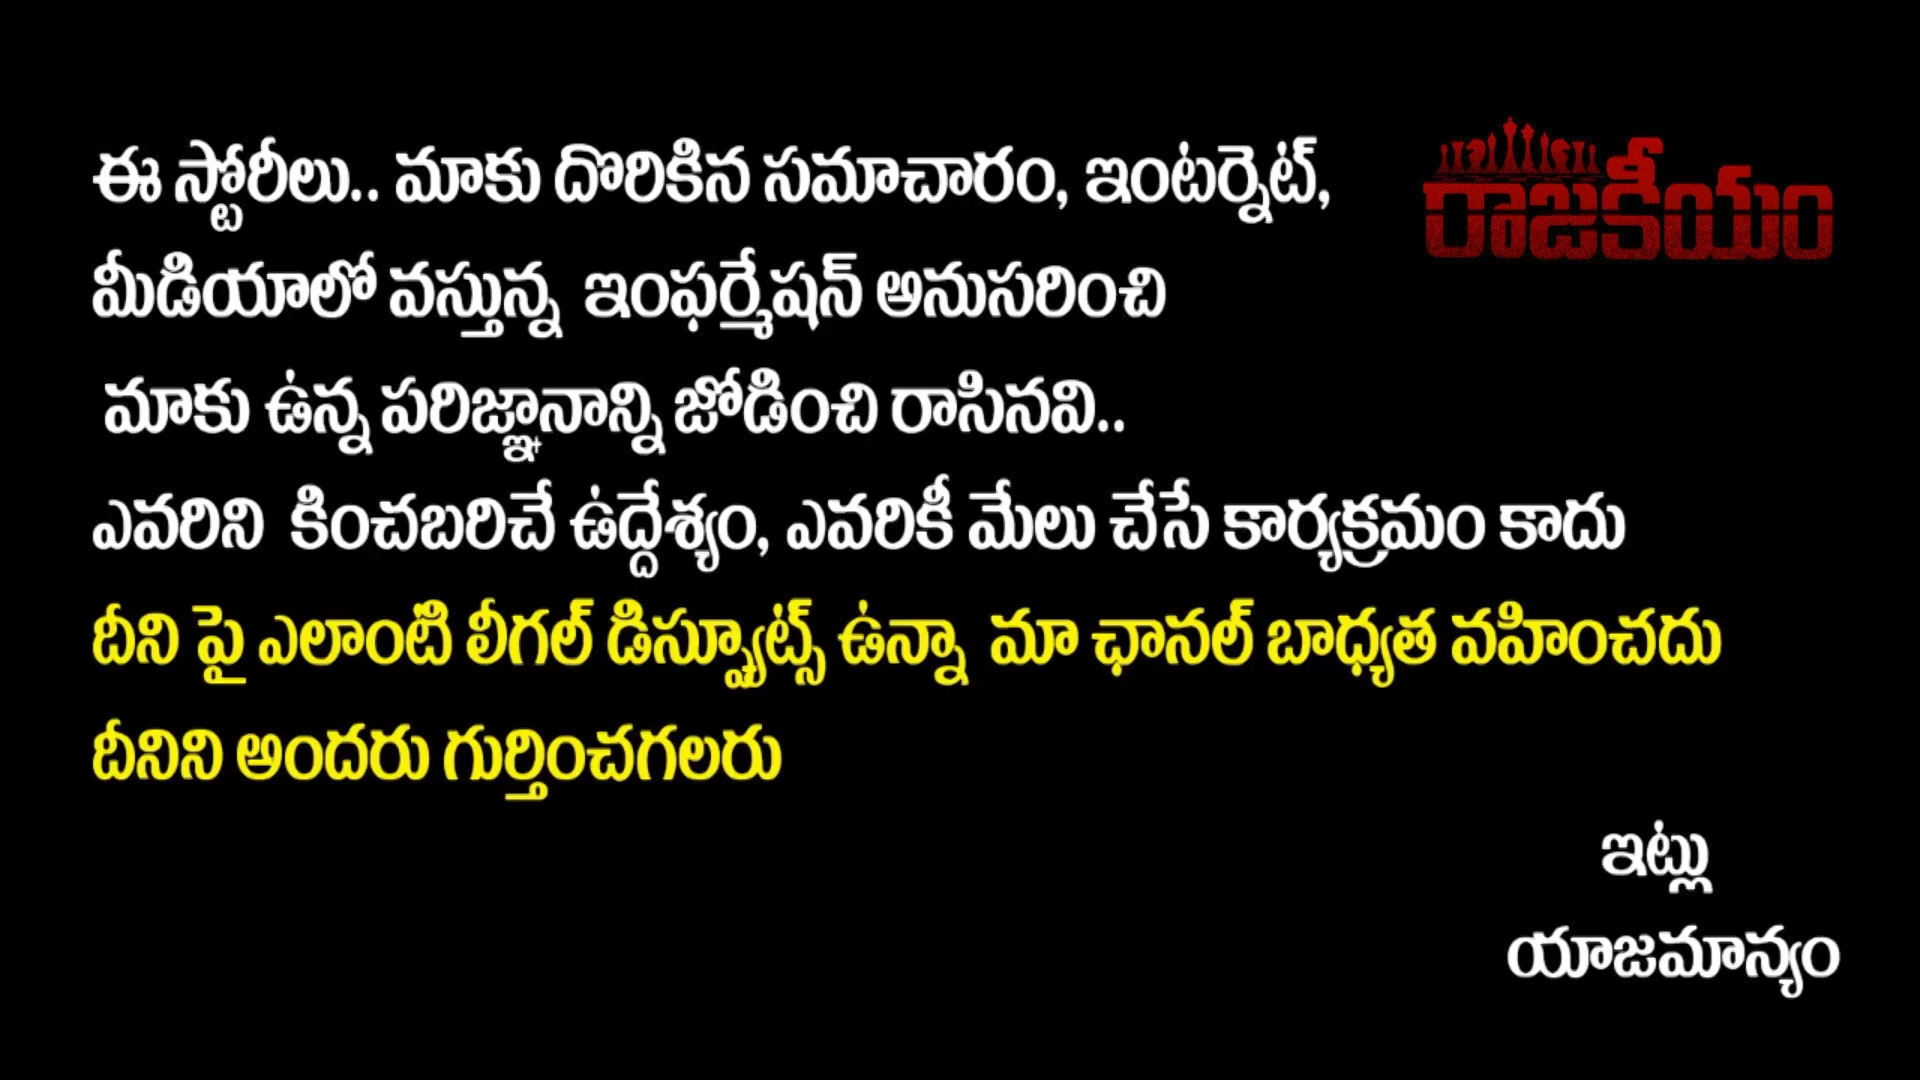 ఈ స్టోరీలు.. మాకు దొరికిన సమాచారం, ఇంటర్నెట్,
రాజకీయం
మీడియాలో వస్తున్న ఇంఫర్మేషన్ అనుసరించి
మాకు ఉన్న పరిజ్ఞానాన్ని జోడించి రాసినవి..
ఎవరిని కించబరిచే ఉద్దేశ్యం, ఎవరికీ మేలు చేసే కార్యక్రమం కాదు
దీని పై ఎలాంటి లీగల్ డిస్ప్యూట్స్ ఉన్నా మా ఛానల్ బాధ్యత వహించదు
దీనిని అందరు గుర్తించగలరు
ఇట్లు
యాజమాన్యం